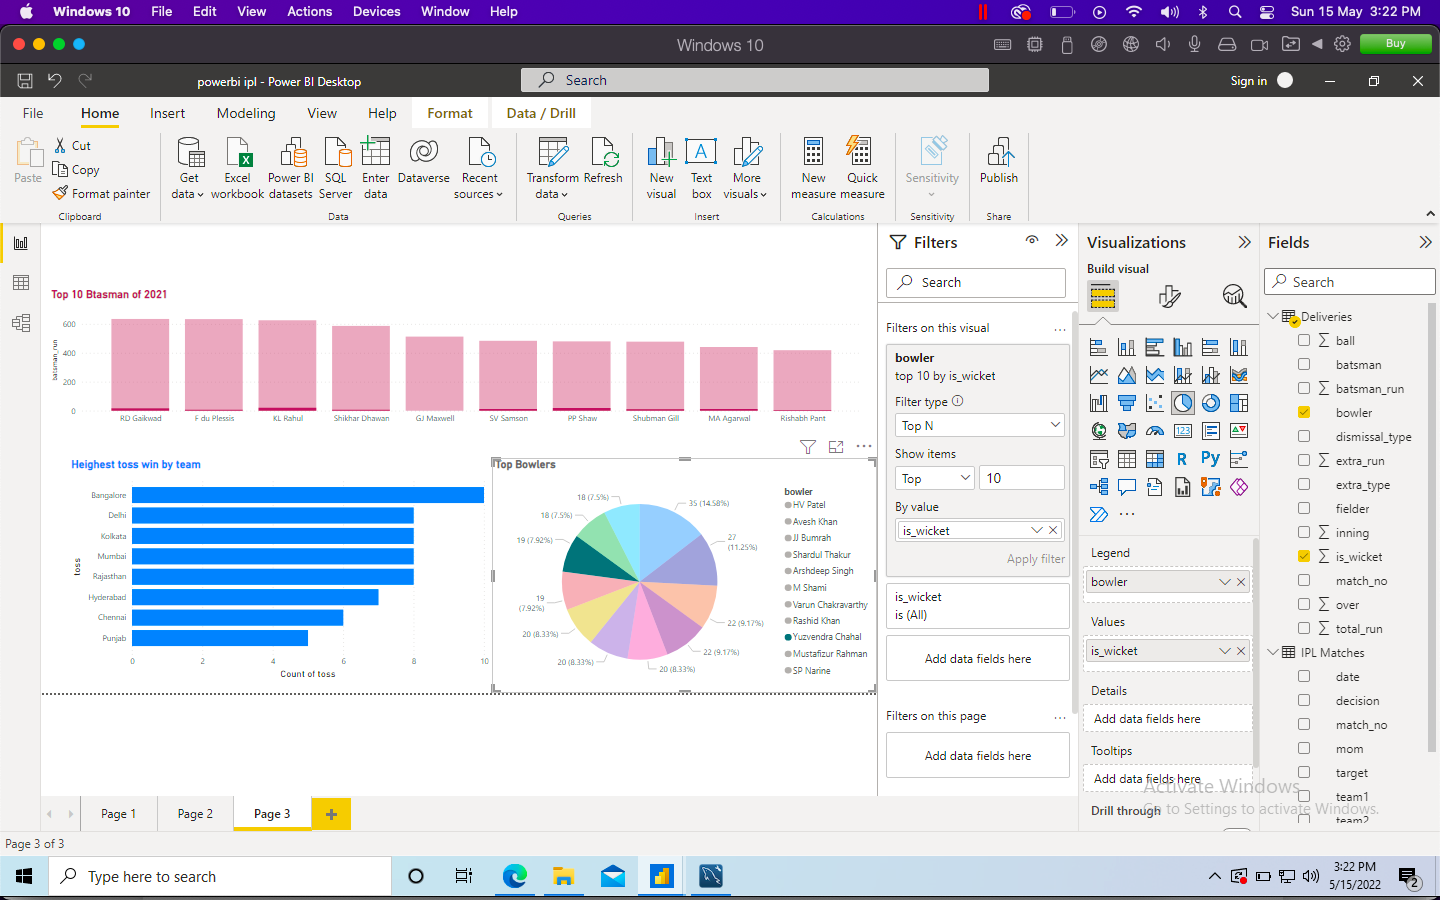 Windows 10 File Edit View Actions Devices Window Help Sun 15 May 3:22 PM
Windows 10 Buy
powerbi ipl - Power BI Desktop Search Sign in
File Home Insert Modeling View Help Format Data / Drill
Paste Cut Copy Format painter
Get data Excel workbook Power BI datasets SQL Server Enter data Dataverse Recent sources
Transform data Refresh New visual Text box More visuals New measure Quick measure Sensitivity Publish
Clipboard Data Queries Insert Calculations Sensitivity Share
Top 10 Btasman of 2021
batsman_run
600
400
200
0
RD Gaikwad F du Plessis KL Rahul Shikhar Dhawan GJ Maxwell SV Samson PP Shaw Shubman Gill MA Agarwal Rishabh Pant
Heighest toss win by team
toss
Bangalore
Delhi
Kolkata
Mumbai
Rajasthan
Hyderabad
Chennai
Punjab
0 2 4 6 8 10
Count of toss
Top Bowlers
35 (14.58%)
27 (11.25%)
22 (9.17%)
22 (9.17%)
20 (8.33%)
20 (8.33%)
20 (8.33%)
19 (7.92%)
19 (7.92%)
18 (7.5%)
18 (7.5%)
bowler
HV Patel
Avesh Khan
JJ Bumrah
Shardul Thakur
Arshdeep Singh
M Shami
Varun Chakravarthy
Rashid Khan
Yuzvendra Chahal
Mustafizur Rahman
SP Narine
Filters
Search
Filters on this visual ...
bowler
top 10 by is_wicket
Filter type
Top N
Show items
Top 10
By value
is_wicket
Apply filter
is_wicket
is (All)
Add data fields here
Filters on this page ...
Add data fields here
Visualizations
Build visual
123
R Py
...
Legend
bowler
Values
is_wicket
Details
Add data fields here
Tooltips
Add data fields here
Drill through
Fields
Search
Deliveries
∑ ball
batsman
∑ batsman_run
bowler
dismissal_type
∑ extra_run
extra_type
fielder
∑ inning
∑ is_wicket
match_no
∑ over
∑ total_run
IPL Matches
date
decision
match_no
mom
target
team1
team2
Activate Windows
Go to Settings to activate Windows.
Page 1 Page 2 Page 3 +
Page 3 of 3
Type here to search
3:22 PM
5/15/2022
2